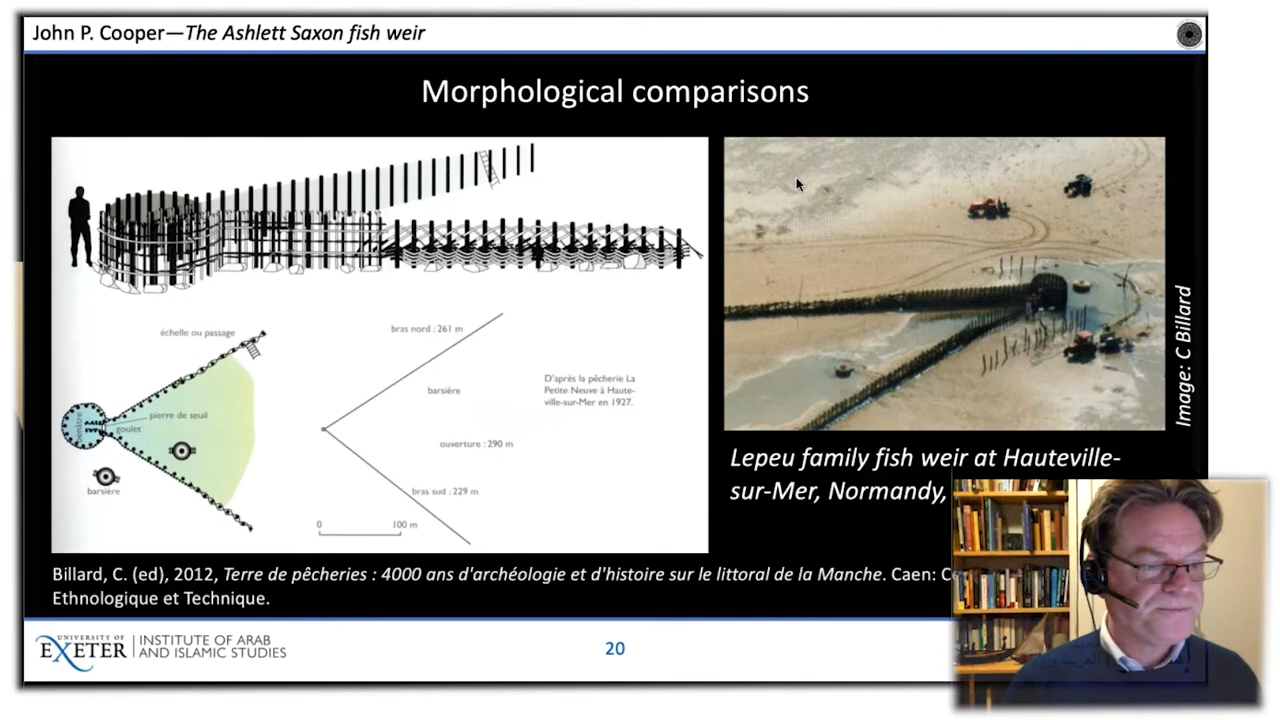 John P. Cooper—The Ashlett Saxon fish weir
Morphological comparisons
échelle ou passage
pierre de seuil
goulet
barsière
bras nord : 261 m
barsière
ouverture : 290 m
bras sud : 229 m
0 100 m
D'après la pêcherie La
Petite Neuve à Haute-
ville-sur-Mer en 1927.
Image: C Billard
Lepeu family fish weir at Hauteville-
sur-Mer, Normandy,
Billard, C. (ed), 2012, Terre de pêcheries : 4000 ans d'archéologie et d'histoire sur le littoral de la Manche. Caen:
Ethnologique et Technique.
UNIVERSITY OF
EXETER
INSTITUTE OF ARAB
AND ISLAMIC STUDIES
20